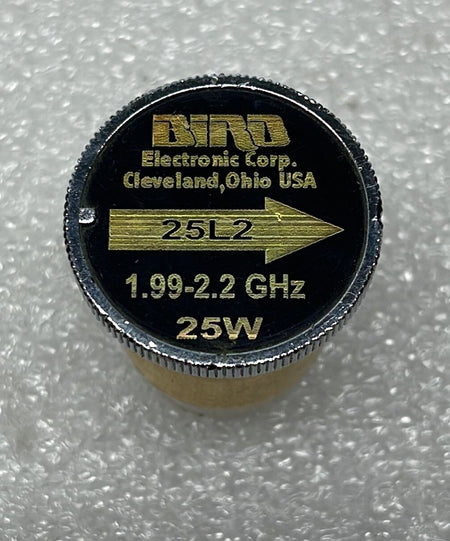 BIRD
Electronic Corp.
Cleveland,Ohio USA
25L2
1.99-2.2 GHz
25W